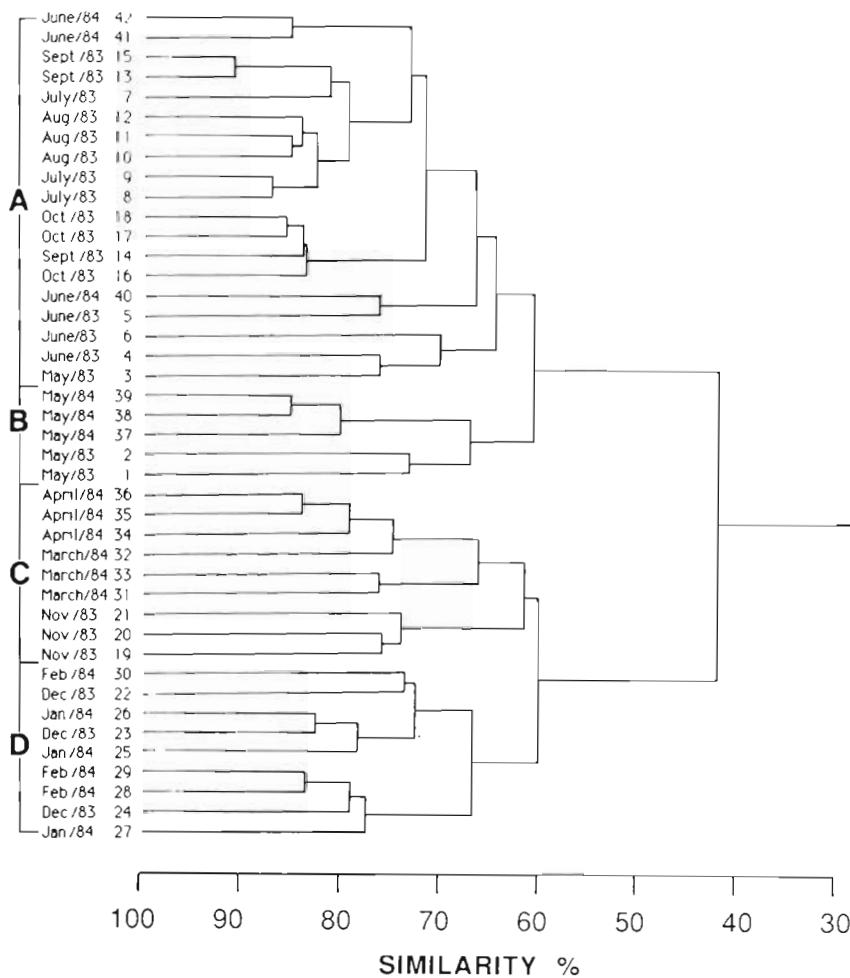 June/84 42
June/84 41
Sept/83 15
Sept/83 13
July/83 7
Aug/83 12
Aug/83 11
Aug/83 10
July/83 9
July/83 8
A
Oct/83 18
Oct/83 17
Sept/83 14
Oct/83 16
June/84 40
June/83 5
June/83 6
June/83 4
May/83 3
May/84 39
B
May/84 38
May/84 37
May/83 2
May/83 1
April/84 36
April/84 35
April/84 34
March/84 32
C
March/84 33
March/84 31
Nov/83 21
Nov/83 20
Nov/83 19
Feb/84 30
Dec/83 22
Jan/84 26
Dec/83 23
D
Jan/84 25
Feb/84 29
Feb/84 28
Dec/83 24
Jan/84 27
100 90 80 70 60 50 40 30
SIMILARITY %